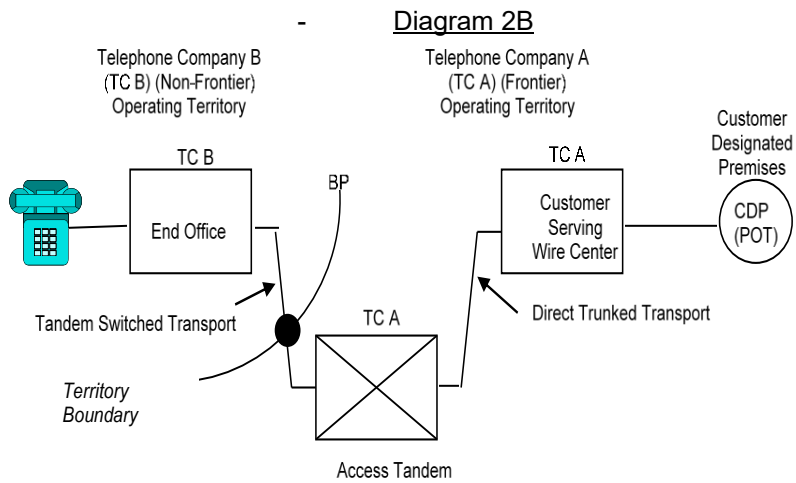 - Diagram 2B
Telephone Company B
(TC B) (Non-Frontier)
Operating Territory
Telephone Company A
(TC A) (Frontier)
Operating Territory
Customer
Designated
Premises
TC B
TC A
BP
End Office
Customer
Serving
Wire Center
CDP
(POT)
Tandem Switched Transport
TC A
Direct Trunked Transport
Territory
Boundary
Access Tandem